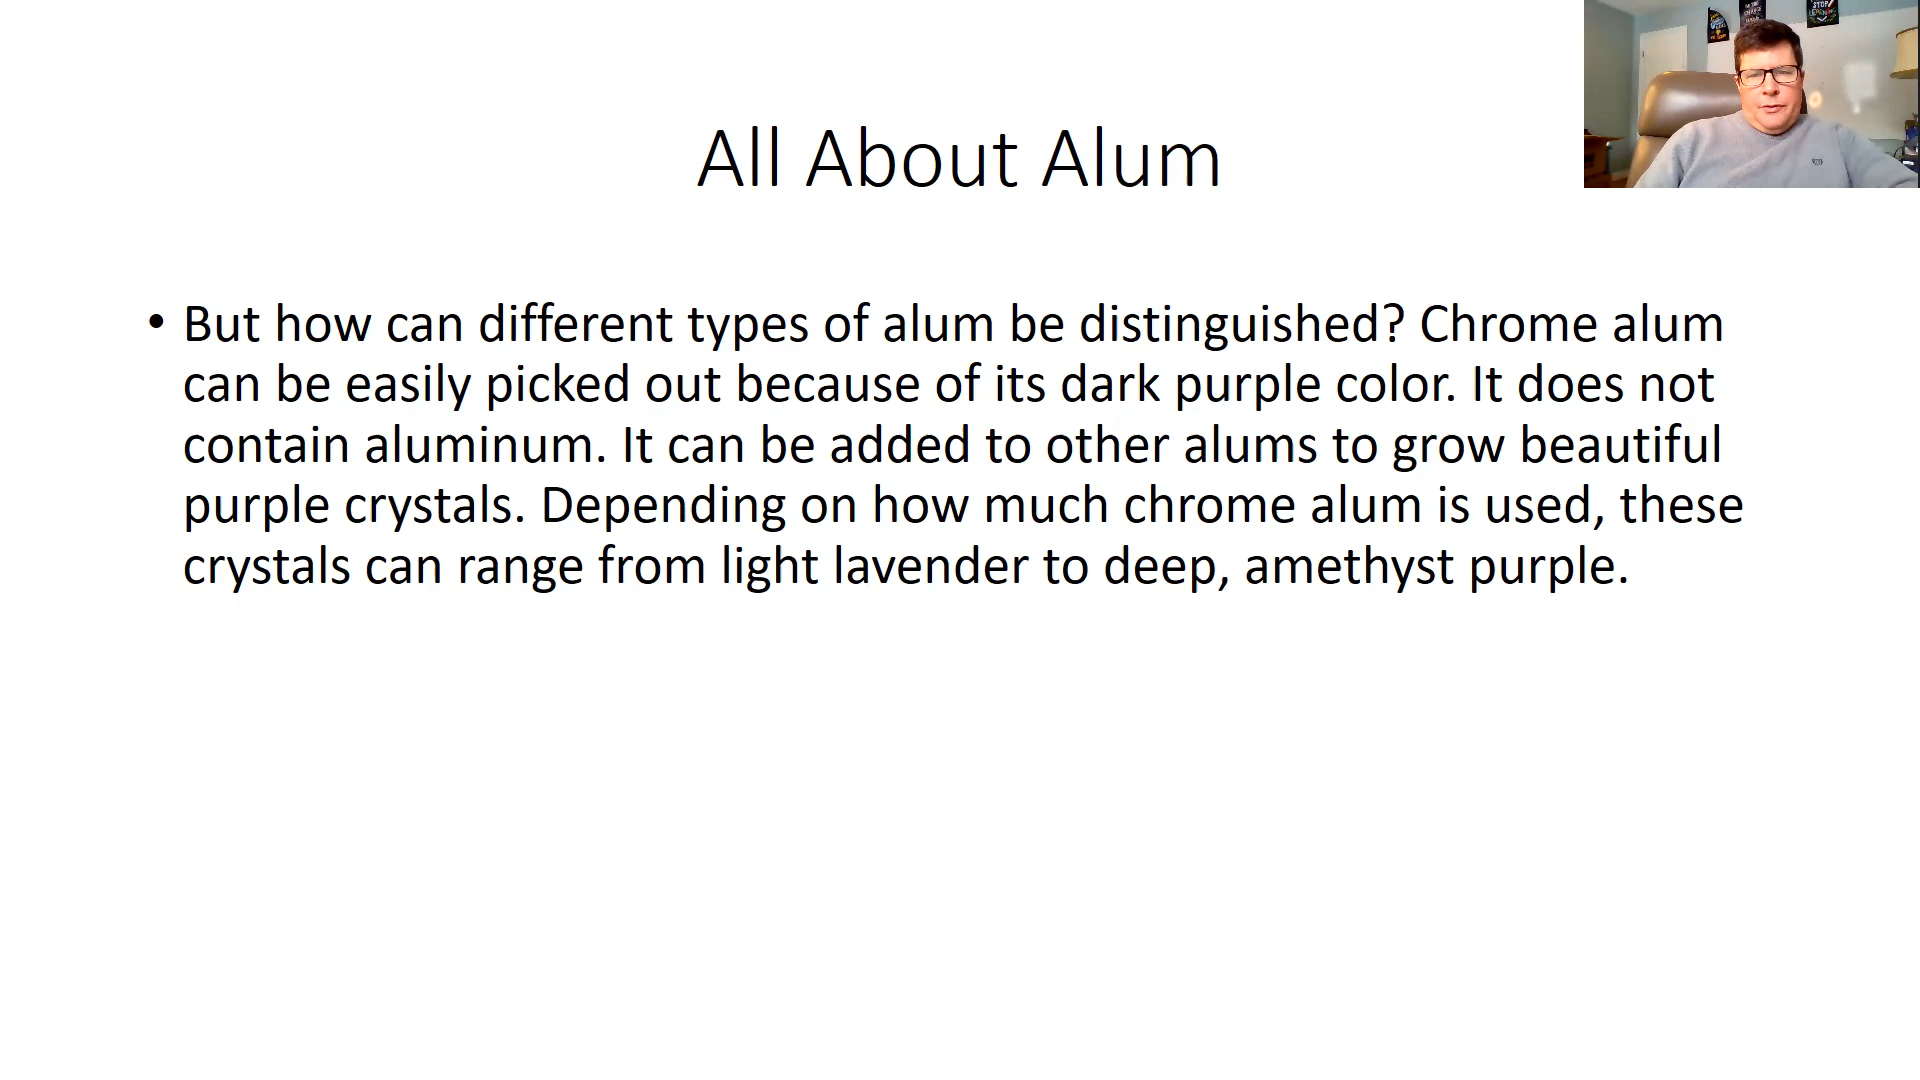 All About Alum
• But how can different types of alum be distinguished? Chrome alum
can be easily picked out because of its dark purple color. It does not
contain aluminum. It can be added to other alums to grow beautiful
purple crystals. Depending on how much chrome alum is used, these
crystals can range from light lavender to deep, amethyst purple.
STOP
LEARNING
CHANGE